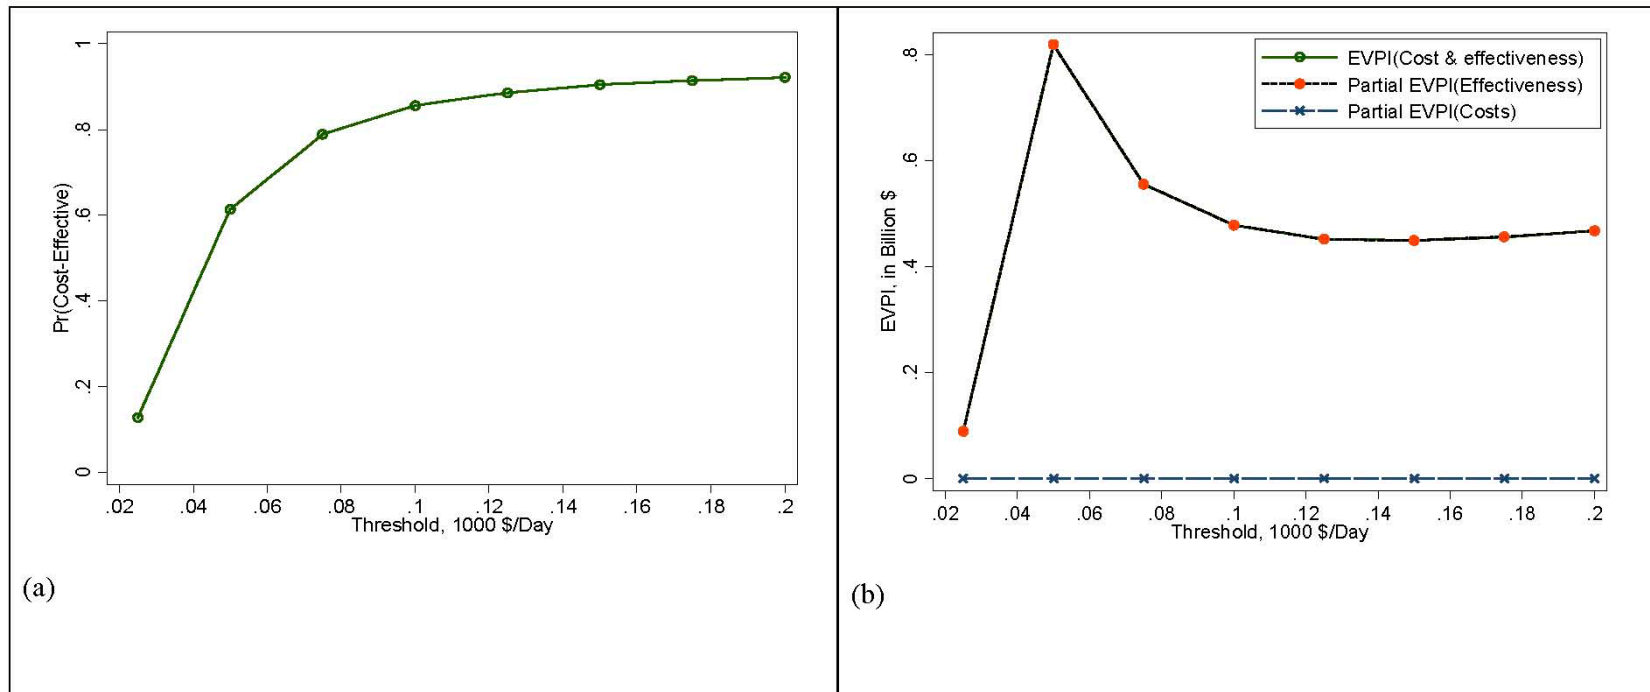 Pr(Cost-Effective)
1
.8
.6
.4
.2
0
.02 .04 .06 .08 .1 .12 .14 .16 .18 .2
Threshold, 1000 $/Day
(a)
EVPI, in Billion $
.8
.6
.4
.2
0
EVPI(Cost & effectiveness)
Partial EVPI(Effectiveness)
Partial EVPI(Costs)
.02 .04 .06 .08 .1 .12 .14 .16 .18 .2
Threshold, 1000 $/Day
(b)